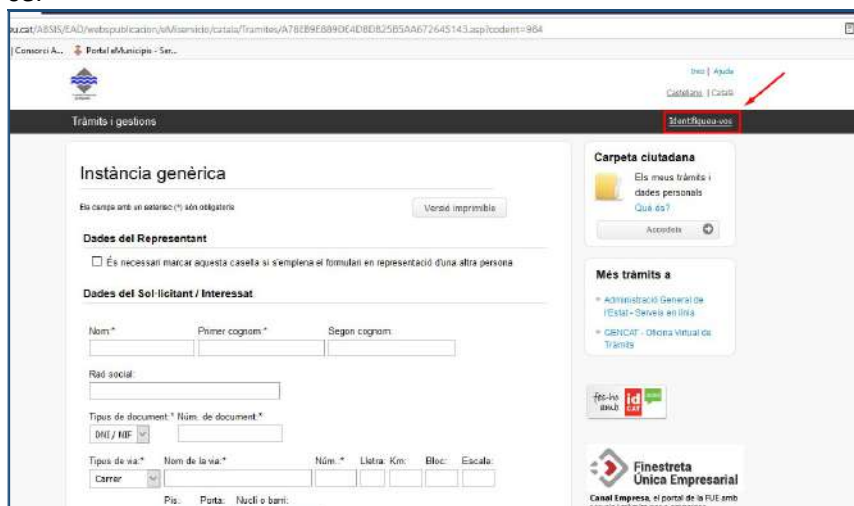 eu.cat/ABSIS/EAD/webspublicacion/eMiservicio/catala/Tramites/A78EB9E889DE4DBDB25B5AA672645143.asp?codent=984
| Consorci A... Portal eMunicipis - Ser...
Inici | Ajuda
Castellano | Català
Tràmits i gestions
Identifiqueu-vos
Instància genèrica
Els camps amb un asterisc (*) són obligatoris
Versió imprimible
Dades del Representant
És necessari marcar aquesta casella si s'emplena el formulari en representació d'una altra persona
Dades del Sol·licitant / Interessat
Nom:* Primer cognom:* Segon cognom:
Raó social:
Tipus de document:* Núm. de document:*
DNI / NIF
Tipus de via:* Nom de la via:* Núm.:* Lletra: Km: Bloc: Escala:
Carrer
Pis: Porta: Nucli o barri:
Carpeta ciutadana
Els meus tràmits i
dades personals
Què és?
Accediu
Més tràmits a
Administració General de
l'Estat - Serveis en línia
GENCAT - Oficina Virtual de
Tràmits
fes-ho
amb
id
CAT
Finestreta
Única Empresarial
Canal Empresa, el portal de la FUE amb